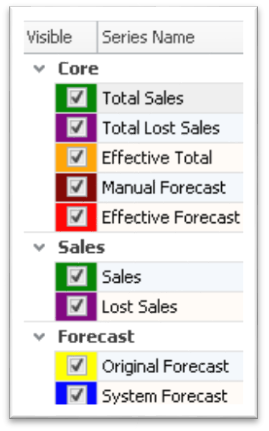 Visible Series Name
Core
Total Sales
Total Lost Sales
Effective Total
Manual Forecast
Effective Forecast
Sales
Sales
Lost Sales
Forecast
Original Forecast
System Forecast